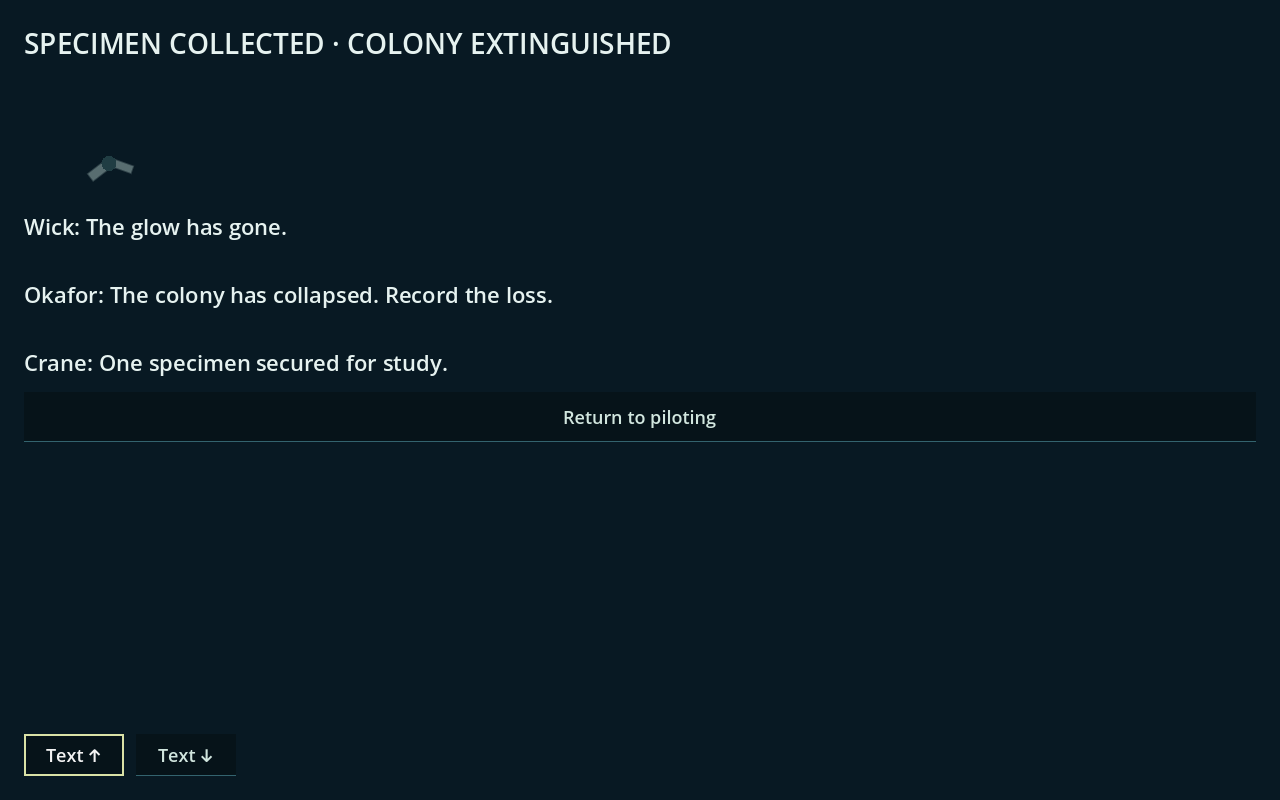 SPECIMEN COLLECTED · COLONY EXTINGUISHED
Wick: The glow has gone.
Okafor: The colony has collapsed. Record the loss.
Crane: One specimen secured for study.
Return to piloting
Text ↑
Text ↓